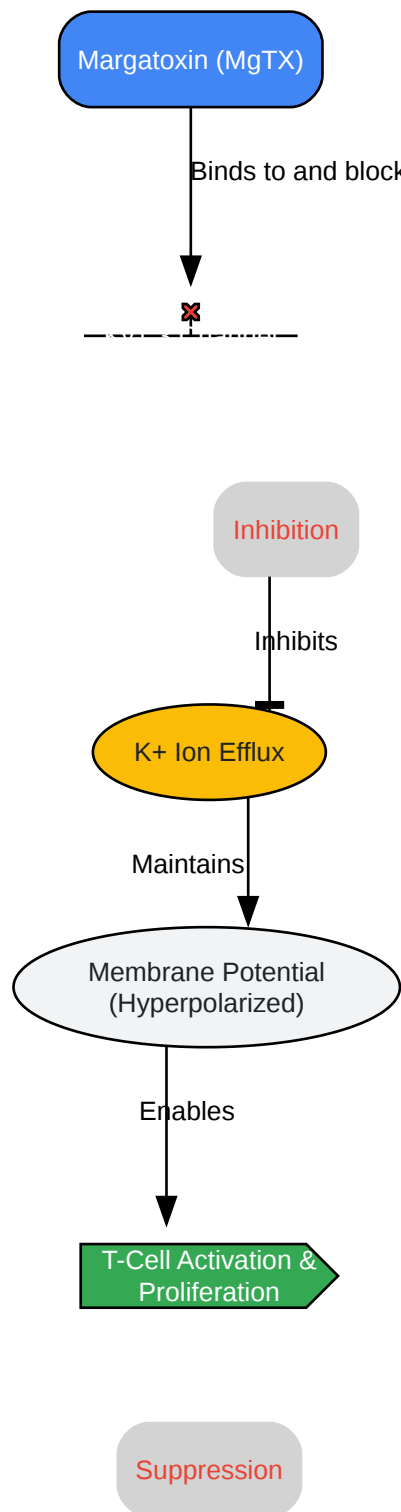 Margatoxin (MgTX)
Binds to and block
Inhibition
Inhibits
K+ Ion Efflux
Maintains
Membrane Potential
(Hyperpolarized)
Enables
T-Cell Activation &
Proliferation
Suppression